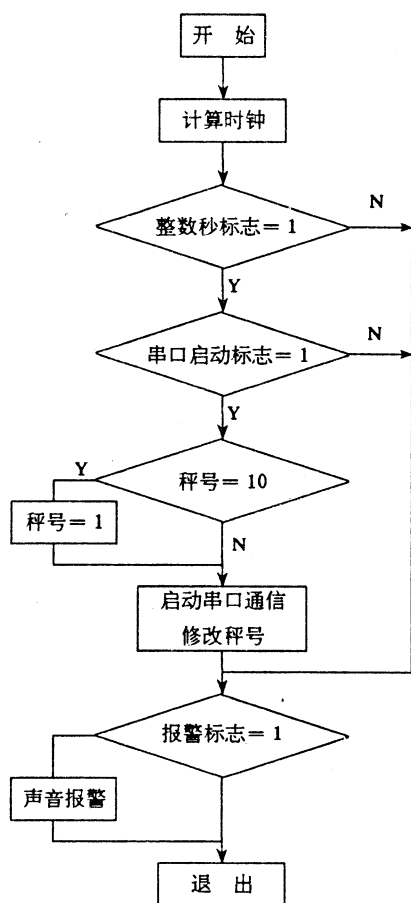 开 始
计算时钟
整数秒标志= 1
N
Y
串口启动标志= 1
N
Y
秤号= 10
Y
秤号= 1
N
启动串口通信
修改秤号
报警标志= 1
声音报警
退 出